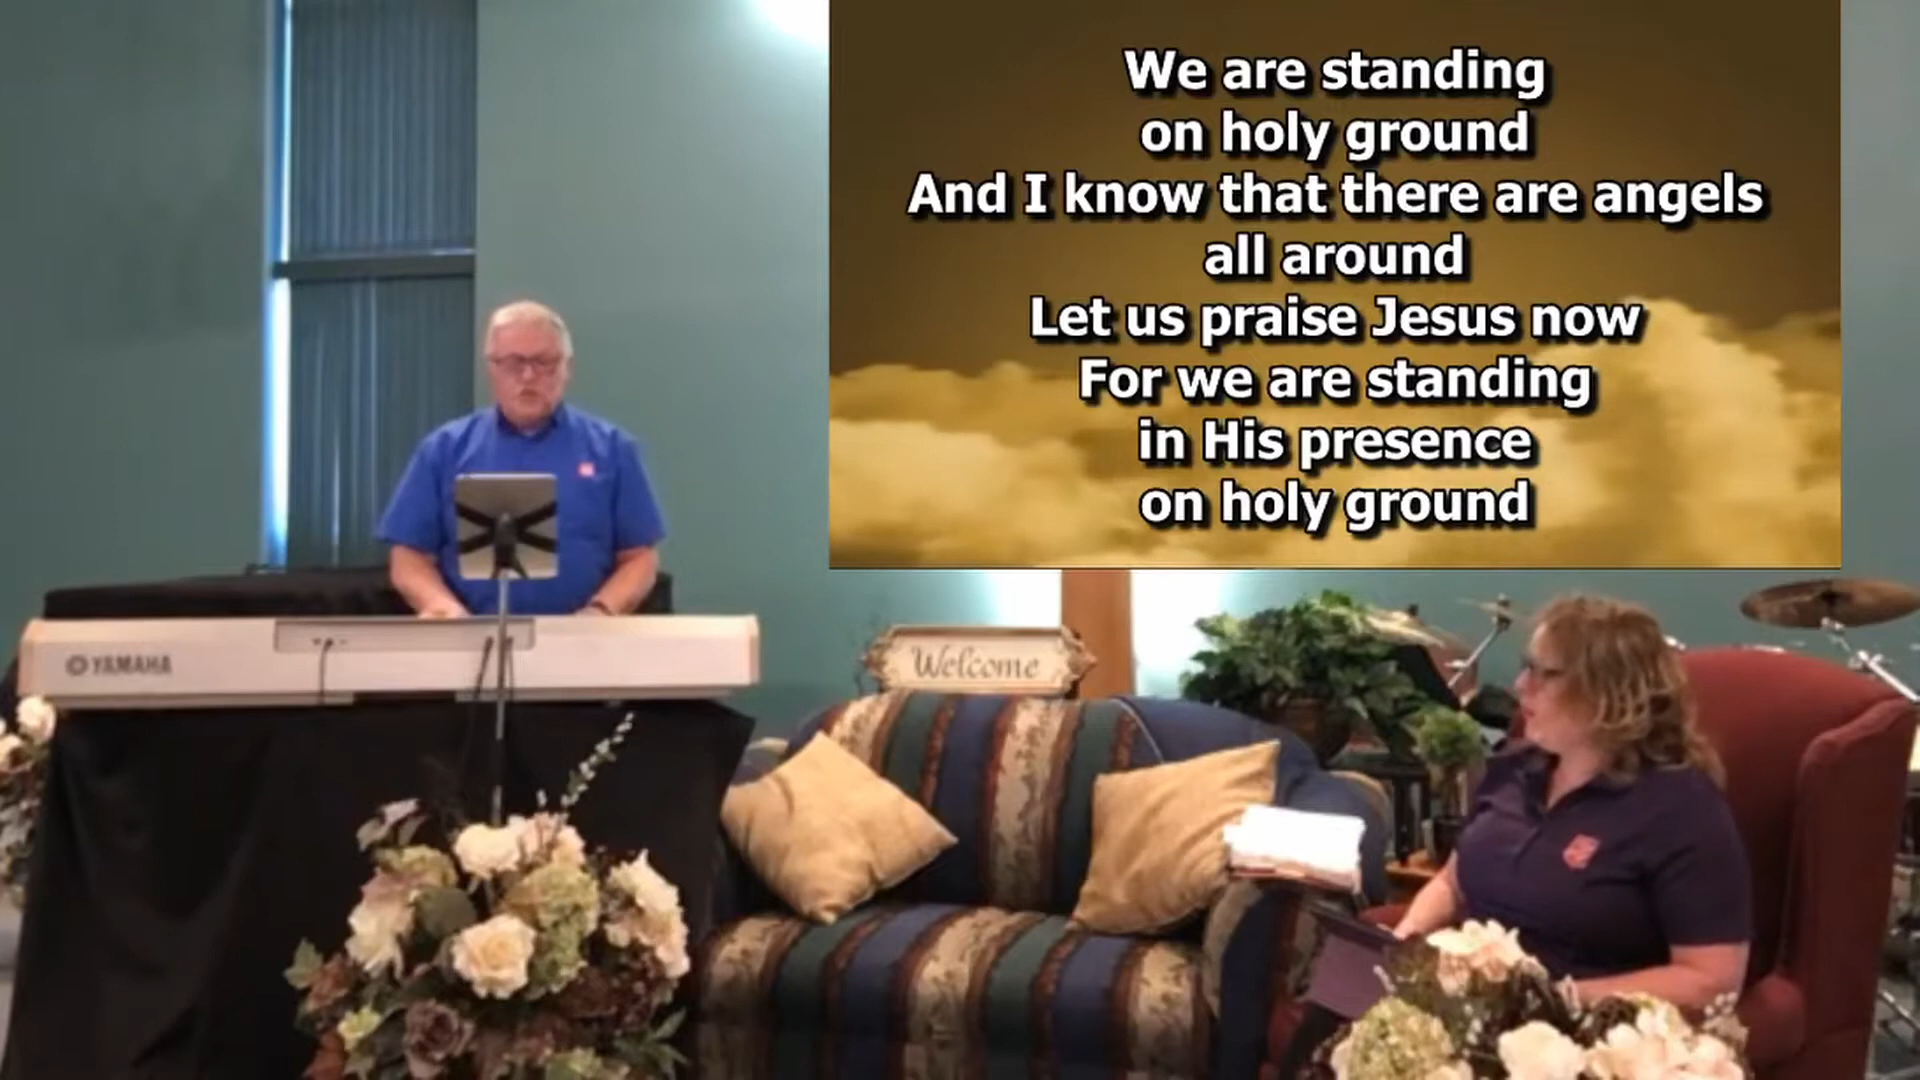 We are standing
on holy ground
And I know that there are angels
all around
Let us praise Jesus now
For we are standing
in His presence
on holy ground
YAMAHA
Welcome